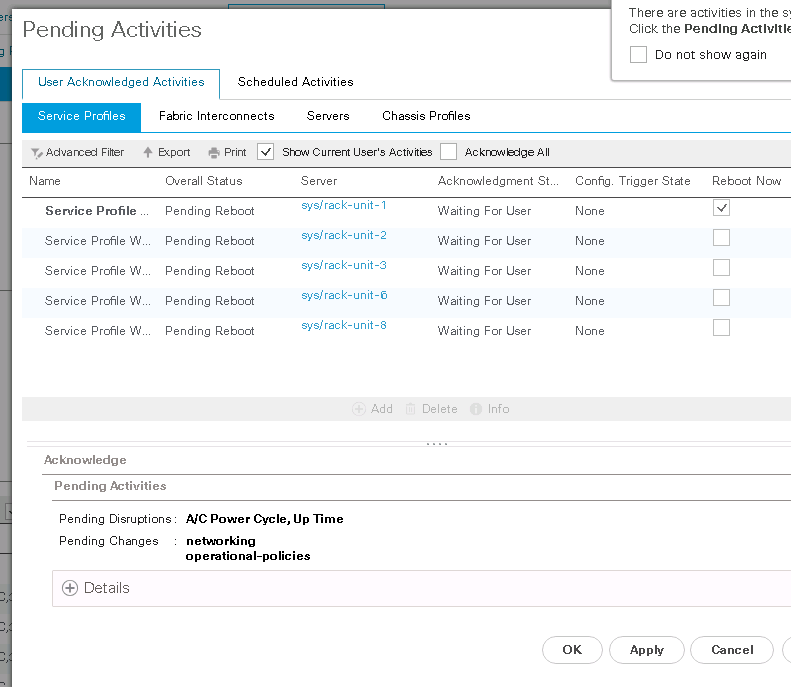 There are activities in the sy
Click the Pending Activitie
Do not show again
Pending Activities
User Acknowledged Activities Scheduled Activities
Service Profiles Fabric Interconnects Servers Chassis Profiles
Advanced Filter Export Print Show Current User's Activities Acknowledge All
Name Overall Status Server Acknowledgment St... Config. Trigger State Reboot Now
Service Profile ... Pending Reboot sys/rack-unit-1 Waiting For User None
Service Profile W... Pending Reboot sys/rack-unit-2 Waiting For User None
Service Profile W... Pending Reboot sys/rack-unit-3 Waiting For User None
Service Profile W... Pending Reboot sys/rack-unit-6 Waiting For User None
Service Profile W... Pending Reboot sys/rack-unit-8 Waiting For User None
Add Delete Info
Acknowledge
Pending Activities
Pending Disruptions : A/C Power Cycle, Up Time
Pending Changes : networking
operational-policies
Details
OK Apply Cancel